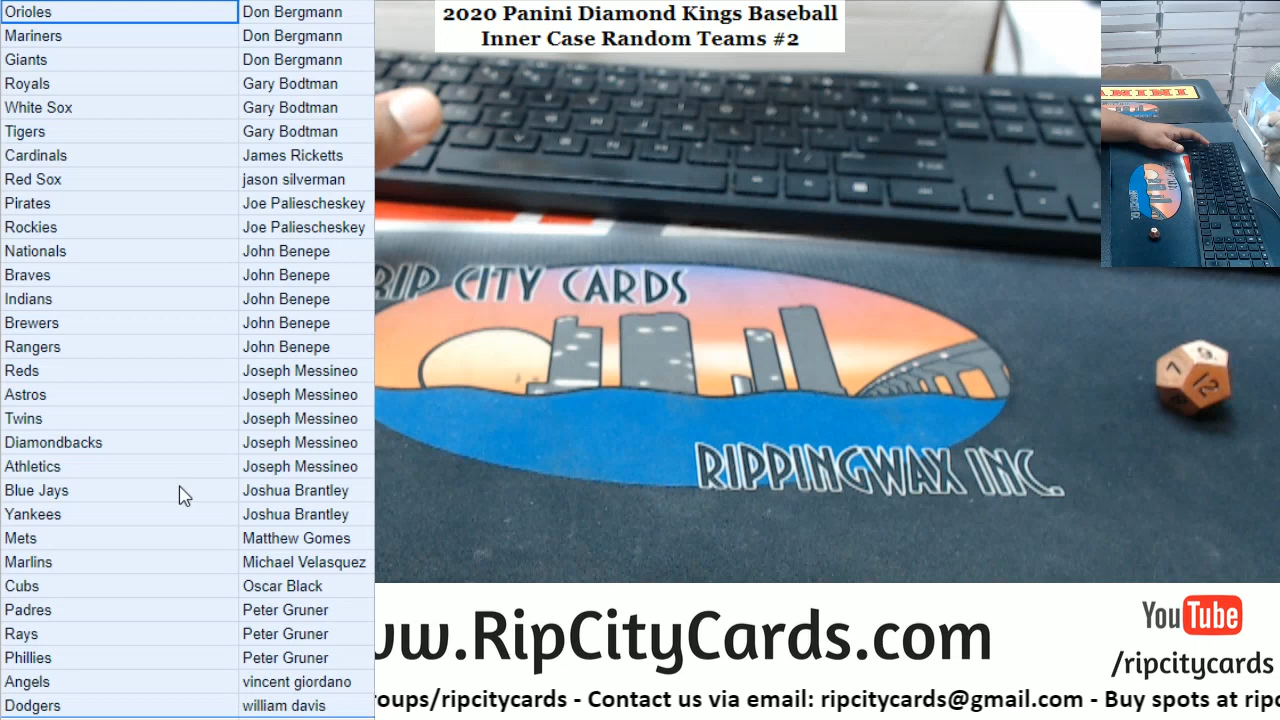 Orioles Don Bergmann
Mariners Don Bergmann
Giants Don Bergmann
Royals Gary Bodtman
White Sox Gary Bodtman
Tigers Gary Bodtman
Cardinals James Ricketts
Red Sox jason silverman
Pirates Joe Paliescheskey
Rockies Joe Paliescheskey
Nationals John Benepe
Braves John Benepe
Indians John Benepe
Brewers John Benepe
Rangers John Benepe
Reds Joseph Messineo
Astros Joseph Messineo
Twins Joseph Messineo
Diamondbacks Joseph Messineo
Athletics Joseph Messineo
Blue Jays Joshua Brantley
Yankees Joshua Brantley
Mets Matthew Gomes
Marlins Michael Velasquez
Cubs Oscar Black
Padres Peter Gruner
Rays Peter Gruner
Phillies Peter Gruner
Angels vincent giordano
Dodgers william davis
2020 Panini Diamond Kings Baseball
Inner Case Random Teams #2
RIP CITY CARDS
RIPPINGWAX INC.
7
12
ww.RipCityCards.com
YouTube
/ripcitycards
roups/ripcitycards - Contact us via email: ripcitycards@gmail.com - Buy spots at ripc